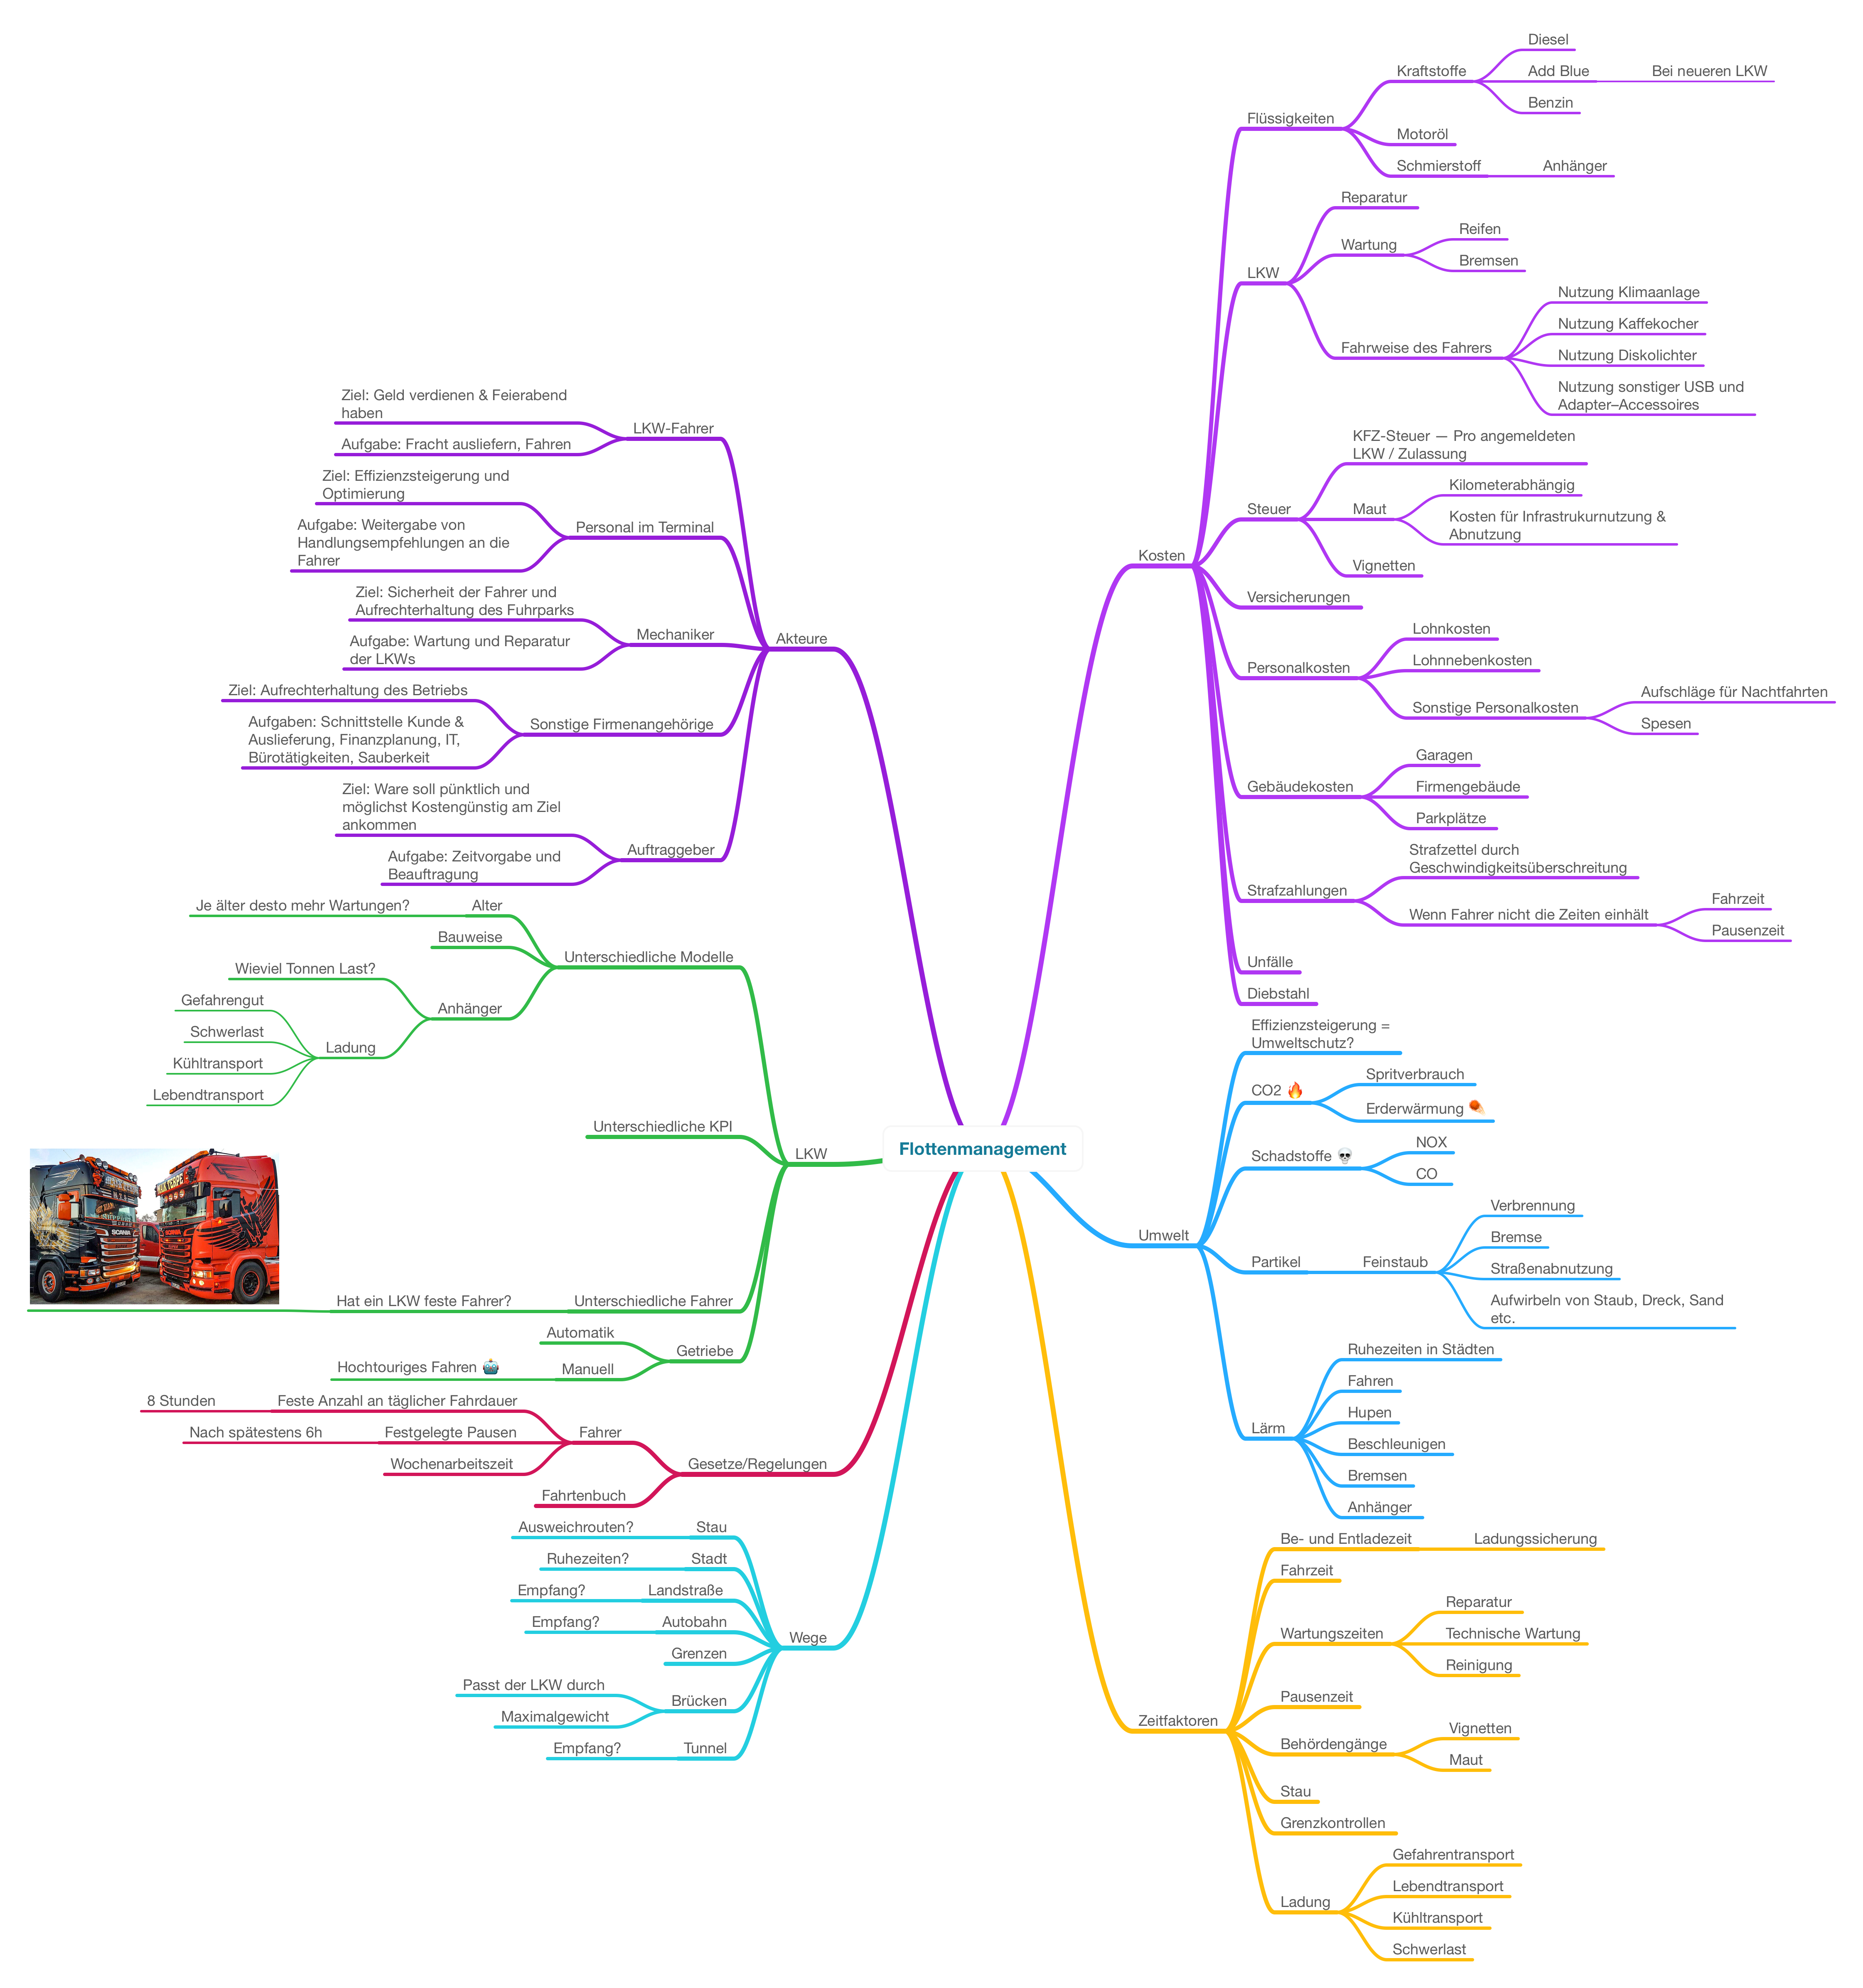 Flottenmanagement
Kosten
Flüssigkeiten
Kraftstoffe
Diesel
Add Blue
Bei neueren LKW
Benzin
Motoröl
Schmierstoff
Anhänger
LKW
Reparatur
Wartung
Reifen
Bremsen
Fahrweise des Fahrers
Nutzung Klimaanlage
Nutzung Kaffekocher
Nutzung Diskolichter
Nutzung sonstiger USB und
Adapter–Accessoires
Steuer
KFZ-Steuer — Pro angemeldeten
LKW / Zulassung
Maut
Kilometerabhängig
Kosten für Infrastrukurnutzung &
Abnutzung
Vignetten
Versicherungen
Personalkosten
Lohnkosten
Lohnnebenkosten
Sonstige Personalkosten
Aufschläge für Nachtfahrten
Spesen
Gebäudekosten
Garagen
Firmengebäude
Parkplätze
Strafzahlungen
Strafzettel durch
Geschwindigkeitsüberschreitung
Wenn Fahrer nicht die Zeiten einhält
Fahrzeit
Pausenzeit
Unfälle
Diebstahl
Umwelt
Effizienzsteigerung =
Umweltschutz?
CO2 🔥
Spritverbrauch
Erderwärmung ☄️
Schadstoffe 💀
NOX
CO
Partikel
Feinstaub
Verbrennung
Bremse
Straßenabnutzung
Aufwirbeln von Staub, Dreck, Sand
etc.
Lärm
Ruhezeiten in Städten
Fahren
Hupen
Beschleunigen
Bremsen
Anhänger
Zeitfaktoren
Be- und Entladezeit
Ladungssicherung
Fahrzeit
Wartungszeiten
Reparatur
Technische Wartung
Reinigung
Pausenzeit
Behördengänge
Vignetten
Maut
Stau
Grenzkontrollen
Ladung
Gefahrentransport
Lebendtransport
Kühltransport
Schwerlast
Akteure
LKW-Fahrer
Ziel: Geld verdienen & Feierabend
haben
Aufgabe: Fracht ausliefern, Fahren
Personal im Terminal
Ziel: Effizienzsteigerung und
Optimierung
Aufgabe: Weitergabe von
Handlungsempfehlungen an die
Fahrer
Mechaniker
Ziel: Sicherheit der Fahrer und
Aufrechterhaltung des Fuhrparks
Aufgabe: Wartung und Reparatur
der LKWs
Sonstige Firmenangehörige
Ziel: Aufrechterhaltung des Betriebs
Aufgaben: Schnittstelle Kunde &
Auslieferung, Finanzplanung, IT,
Bürotätigkeiten, Sauberkeit
Auftraggeber
Ziel: Ware soll pünktlich und
möglichst Kostengünstig am Ziel
ankommen
Aufgabe: Zeitvorgabe und
Beauftragung
LKW
Unterschiedliche Modelle
Alter
Je älter desto mehr Wartungen?
Bauweise
Anhänger
Wieviel Tonnen Last?
Ladung
Gefahrengut
Schwerlast
Kühltransport
Lebendtransport
Unterschiedliche KPI
Unterschiedliche Fahrer
Hat ein LKW feste Fahrer?
SCANIA
SCANIA
Getriebe
Automatik
Manuell
Hochtouriges Fahren 🤖
Gesetze/Regelungen
Fahrer
Feste Anzahl an täglicher Fahrdauer
8 Stunden
Festgelegte Pausen
Nach spätestens 6h
Wochenarbeitszeit
Fahrtenbuch
Wege
Stau
Ausweichrouten?
Stadt
Ruhezeiten?
Landstraße
Empfang?
Autobahn
Empfang?
Grenzen
Brücken
Passt der LKW durch
Maximalgewicht
Tunnel
Empfang?